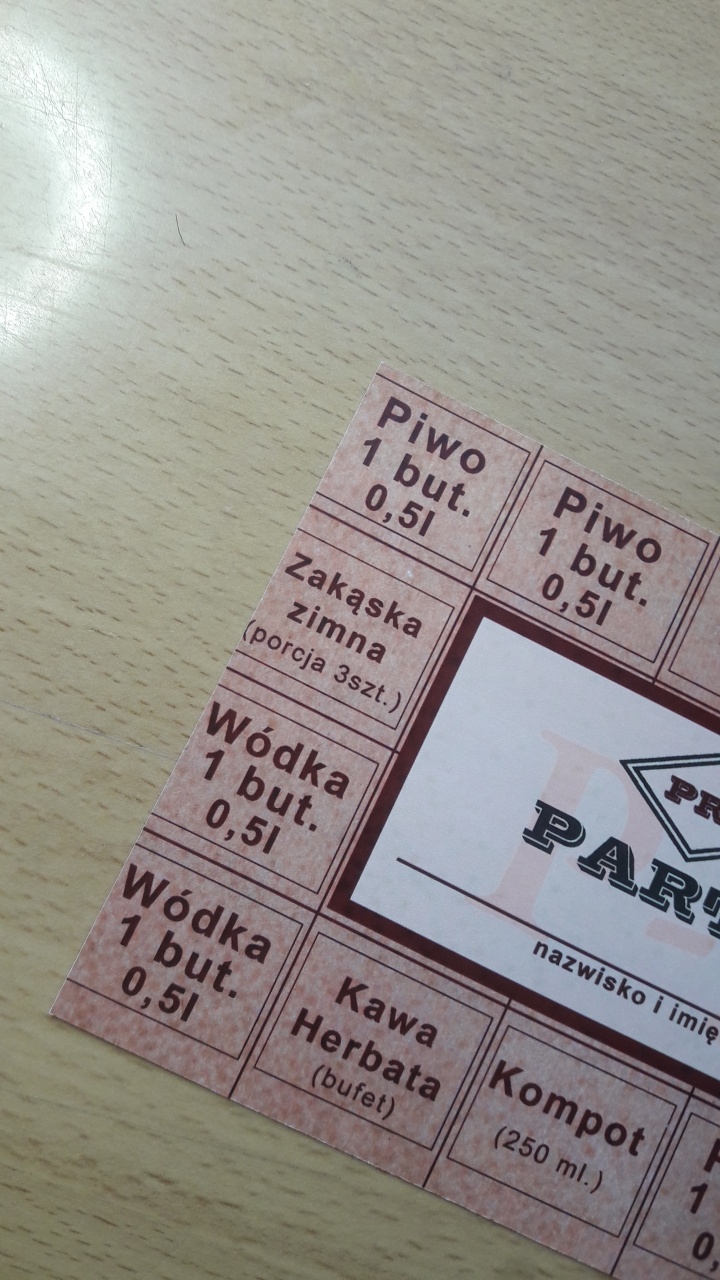 Piwo
1 but.
0,5l
Piwo
1 but.
0,5l
Zakąska
zimna
(porcja 3szt.)
Wódka
1 but.
0,5l
Wódka
1 but.
0,5l
nazwisko i imię
Kawa
Herbata
(bufet)
Kompot
(250 ml.)